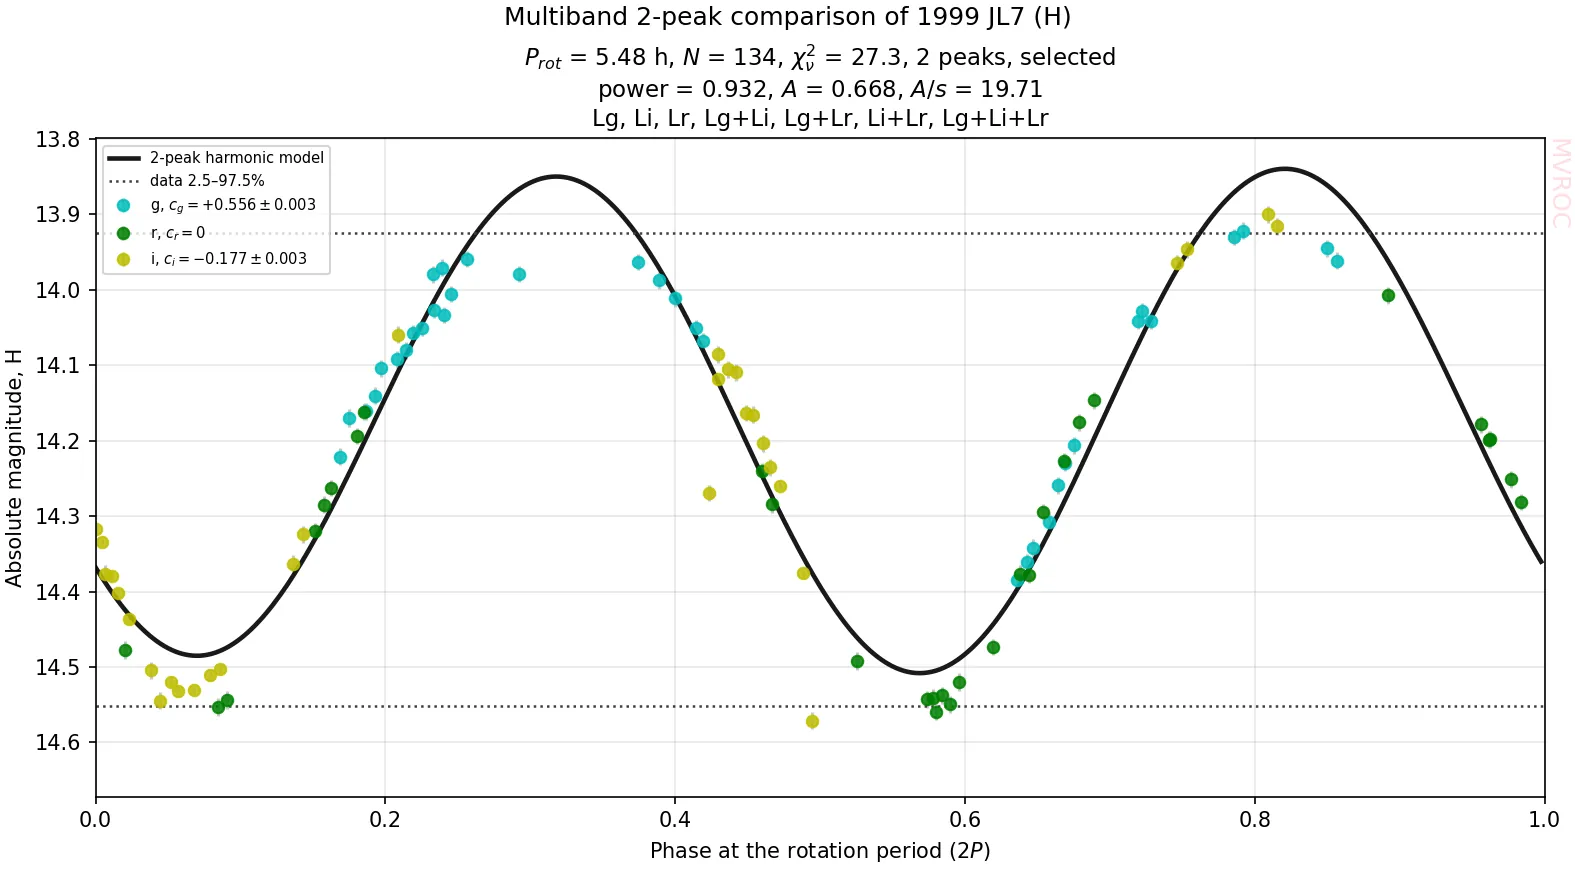 Multiband 2-peak comparison of 1999 JL7 (H)
P_rot = 5.48 h, N = 134, χ²_ν = 27.3, 2 peaks, selected
power = 0.932, A = 0.668, A/s = 19.71
Lg, Li, Lr, Lg+Li, Lg+Lr, Li+Lr, Lg+Li+Lr
2-peak harmonic model
data 2.5–97.5%
g, c_g = +0.556 ± 0.003
r, c_r = 0
i, c_i = −0.177 ± 0.003
MVROC
Absolute magnitude, H
13.8
13.9
14.0
14.1
14.2
14.3
14.4
14.5
14.6
0.0 0.2 0.4 0.6 0.8 1.0
Phase at the rotation period (2P)